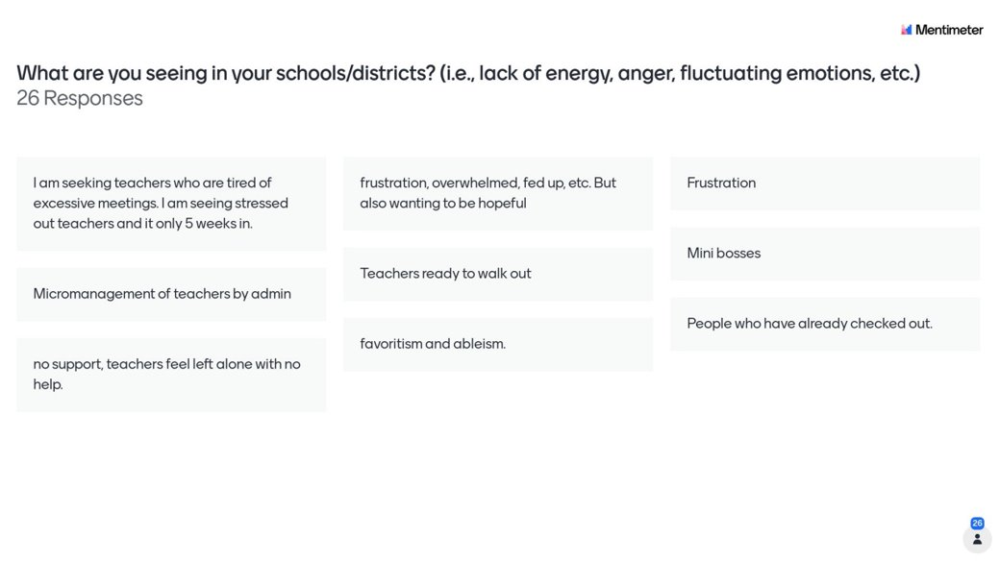 Mentimeter
What are you seeing in your schools/districts? (i.e., lack of energy, anger, fluctuating emotions, etc.)
26 Responses
I am seeking teachers who are tired of
excessive meetings. I am seeing stressed
out teachers and it only 5 weeks in.
Micromanagement of teachers by admin
no support, teachers feel left alone with no
help.
frustration, overwhelmed, fed up, etc. But
also wanting to be hopeful
Teachers ready to walk out
favoritism and ableism.
Frustration
Mini bosses
People who have already checked out.
26